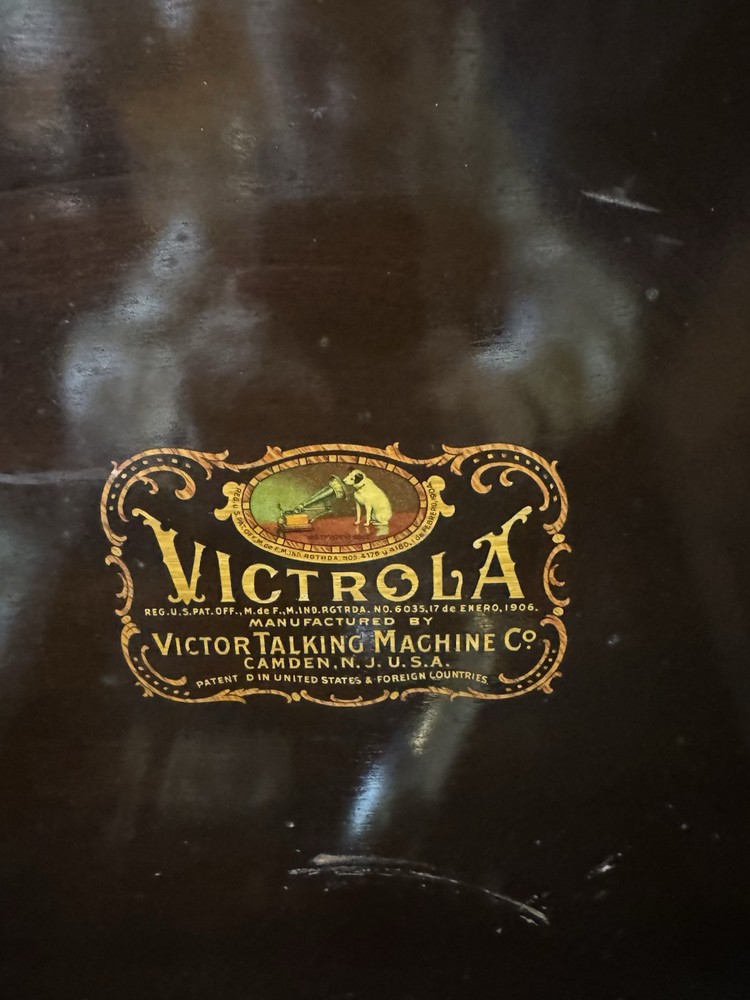 VICTROLA
REG.U.S.PAT.OFF., M.de F., M.IND.RGTRDA. NO.6035,17 de ENERO,1906.
MANUFACTURED BY
VICTOR TALKING MACHINE Co.
CAMDEN, N.J. U.S.A.
PATENT D IN UNITED STATES & FOREIGN COUNTRIES.